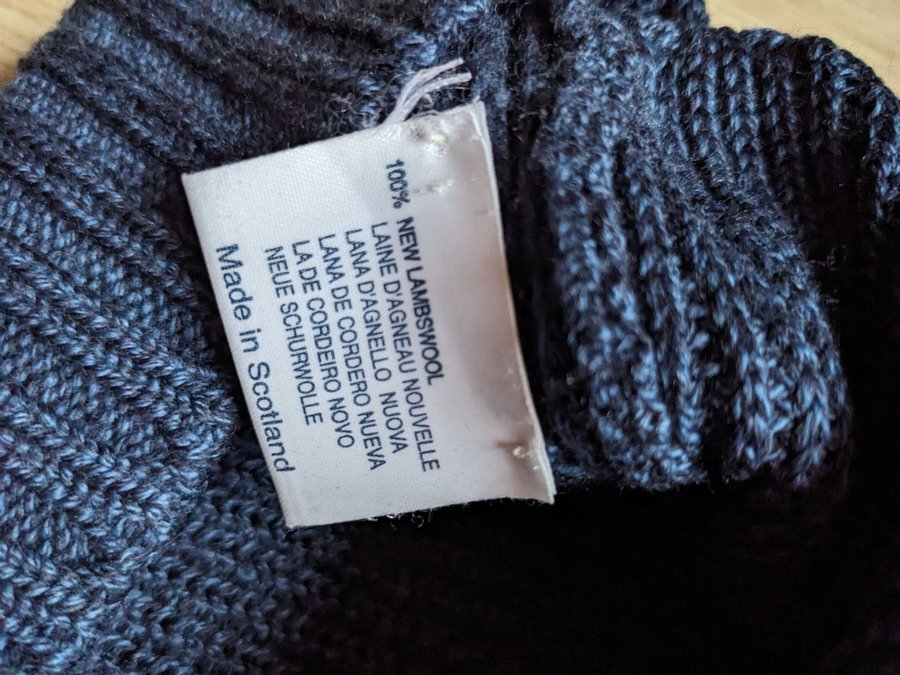 100% NEW LAMBSWOOL
LAINE D'AGNEAU NOUVELLE
LANA D'AGNELLO NUOVA
LANA DE CORDERO NUEVA
LA DE CORDEIRO NOVO
NEUE SCHURWOLLE
Made in Scotland